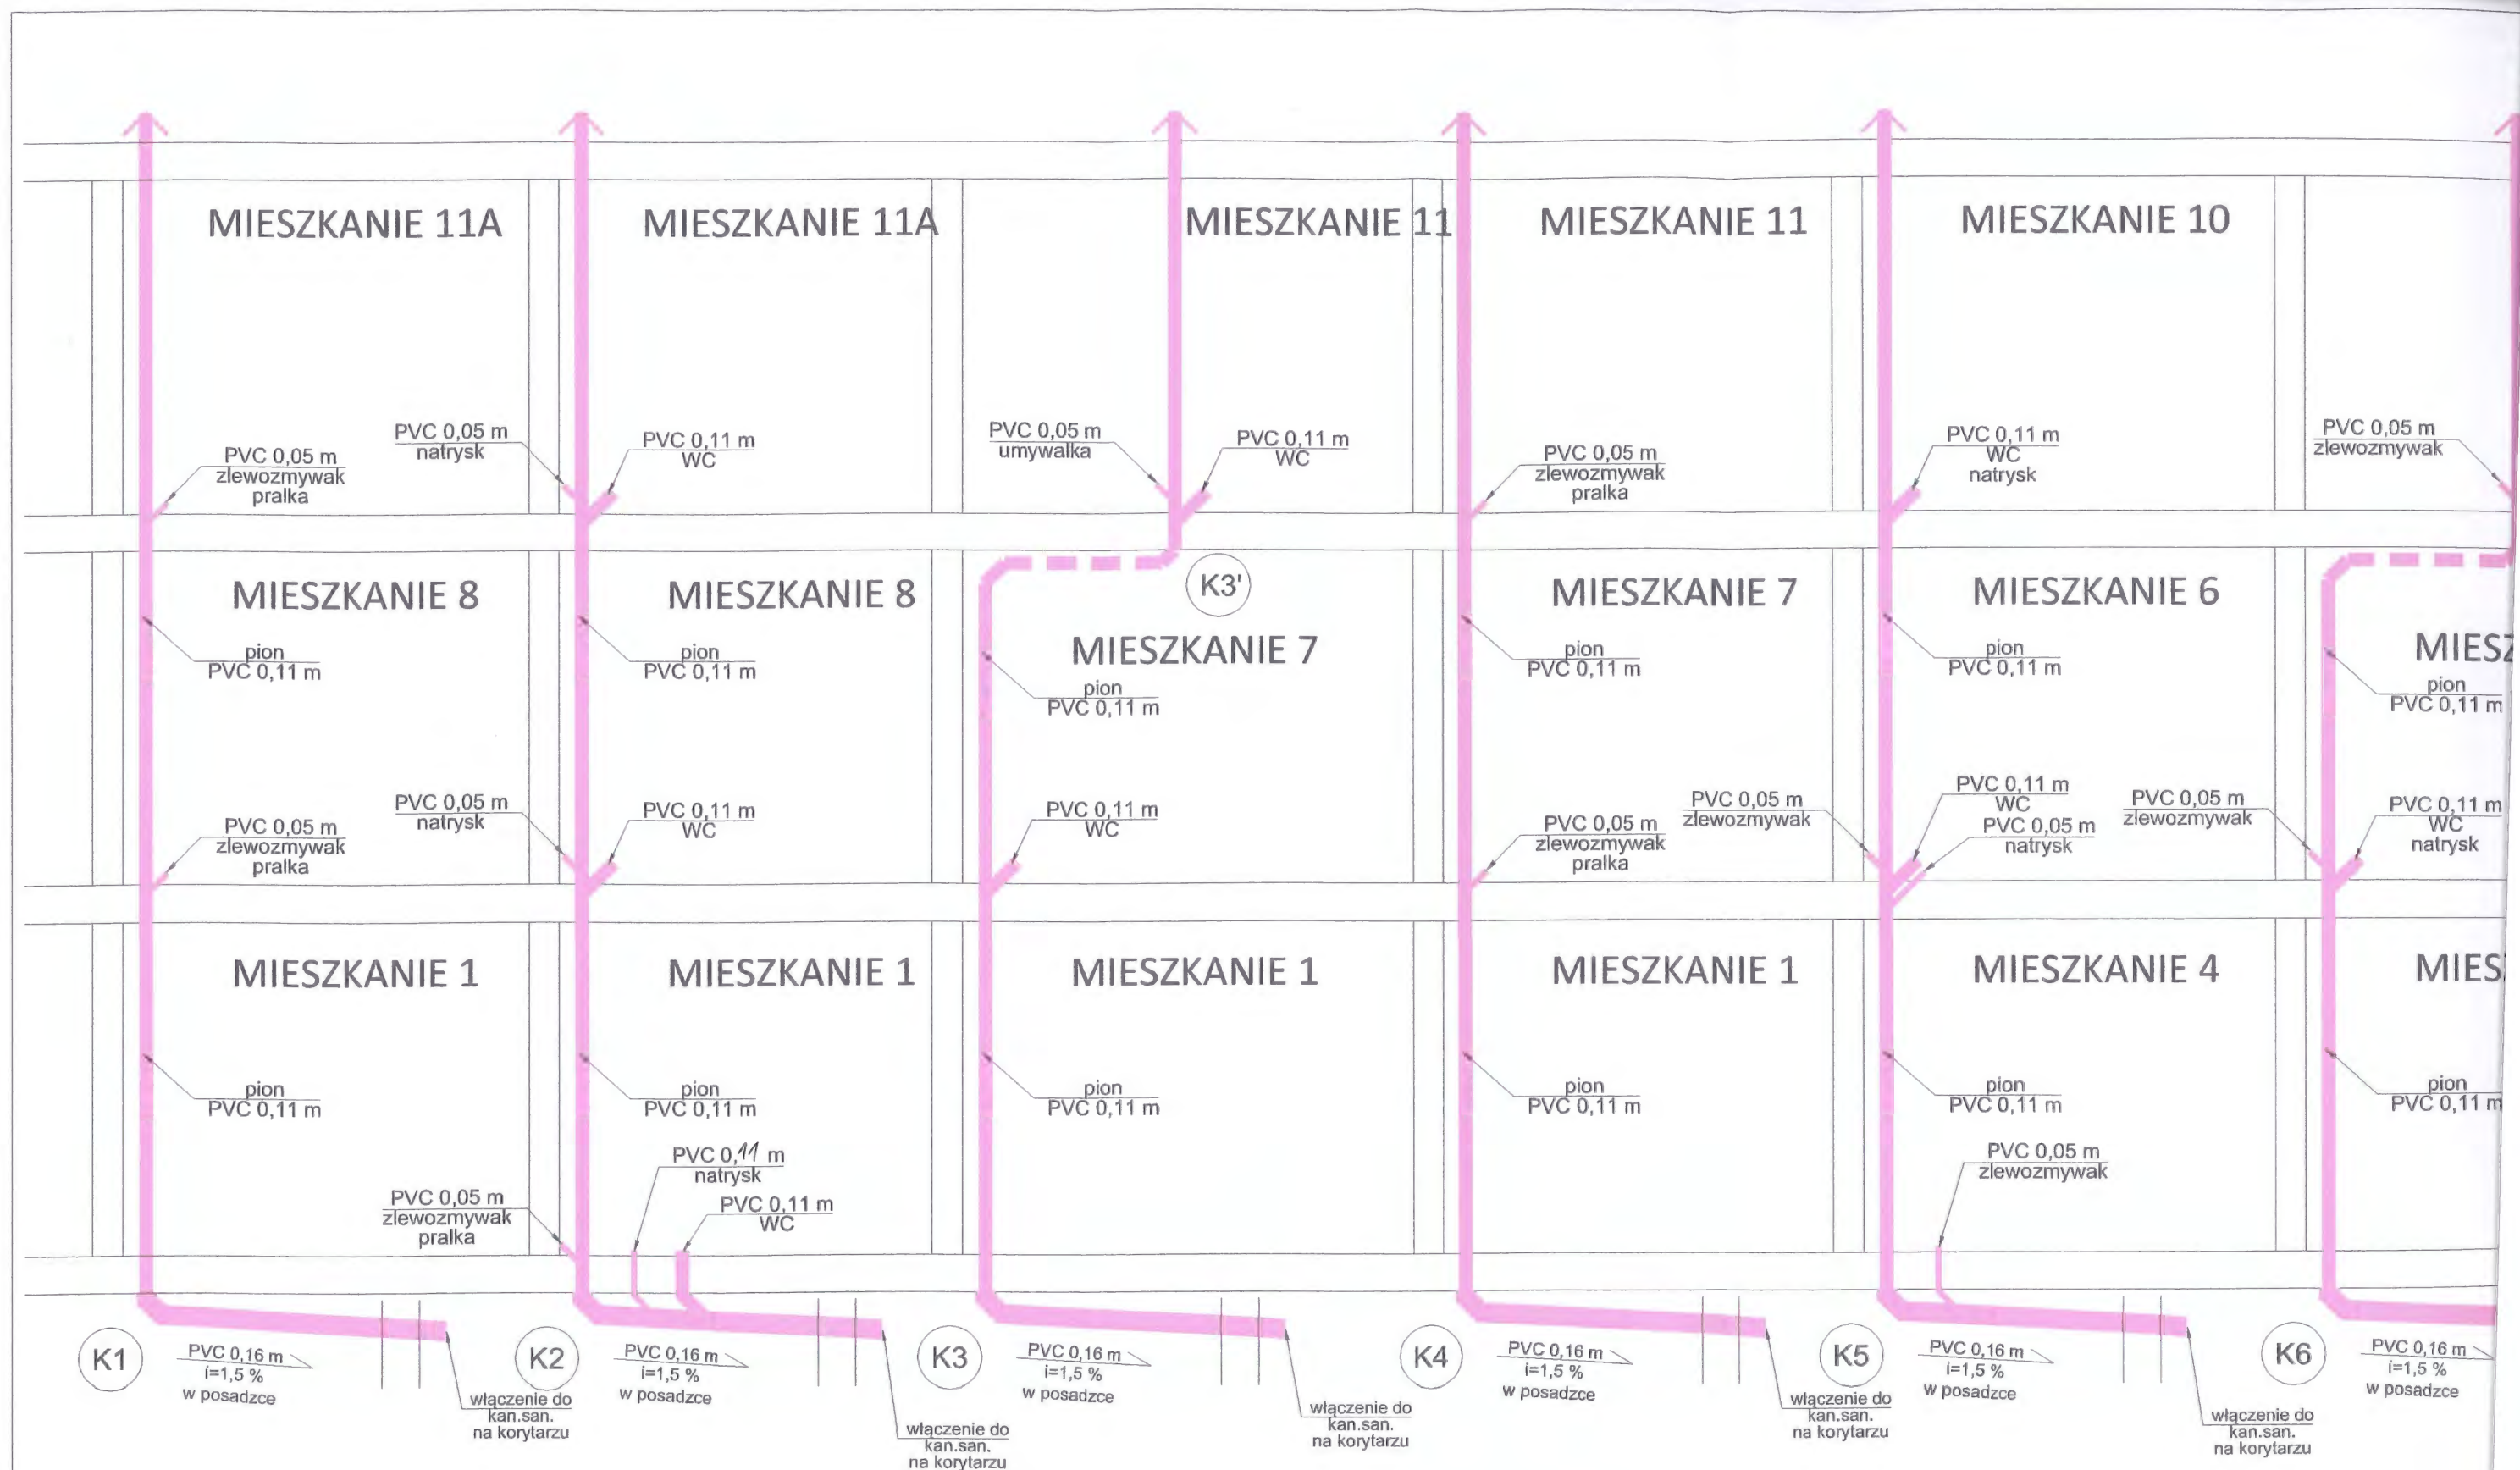 MIESZKANIE 11A
MIESZKANIE 11A
MIESZKANIE 11
MIESZKANIE 11
MIESZKANIE 10
PVC 0,05 m
zlewozmywak
pralka
PVC 0,05 m
natrysk
PVC 0,11 m
WC
PVC 0,05 m
umywalka
PVC 0,11 m
WC
PVC 0,05 m
zlewozmywak
pralka
PVC 0,11 m
WC
natrysk
PVC 0,05 m
zlewozmywak
MIESZKANIE 8
MIESZKANIE 8
K3'
MIESZKANIE 7
MIESZKANIE 7
MIESZKANIE 6
MIESZ
pion
PVC 0,11 m
pion
PVC 0,11 m
pion
PVC 0,11 m
pion
PVC 0,11 m
pion
PVC 0,11 m
pion
PVC 0,11 m
PVC 0,05 m
zlewozmywak
pralka
PVC 0,05 m
natrysk
PVC 0,11 m
WC
PVC 0,11 m
WC
PVC 0,05 m
zlewozmywak
pralka
PVC 0,05 m
zlewozmywak
PVC 0,11 m
WC
PVC 0,05 m
natrysk
PVC 0,05 m
zlewozmywak
PVC 0,11 m
WC
natrysk
MIESZKANIE 1
MIESZKANIE 1
MIESZKANIE 1
MIESZKANIE 1
MIESZKANIE 4
MIES
pion
PVC 0,11 m
pion
PVC 0,11 m
pion
PVC 0,11 m
pion
PVC 0,11 m
pion
PVC 0,11 m
pion
PVC 0,11 m
PVC 0,05 m
zlewozmywak
pralka
PVC 0,11 m
natrysk
PVC 0,11 m
WC
PVC 0,05 m
zlewozmywak
K1
PVC 0,16 m
i=1,5 %
w posadzce
włączenie do
kan.san.
na korytarzu
K2
PVC 0,16 m
i=1,5 %
w posadzce
włączenie do
kan.san.
na korytarzu
K3
PVC 0,16 m
i=1,5 %
w posadzce
włączenie do
kan.san.
na korytarzu
K4
PVC 0,16 m
i=1,5 %
w posadzce
włączenie do
kan.san.
na korytarzu
K5
PVC 0,16 m
i=1,5 %
w posadzce
włączenie do
kan.san.
na korytarzu
K6
PVC 0,16 m
i=1,5 %
w posadzce